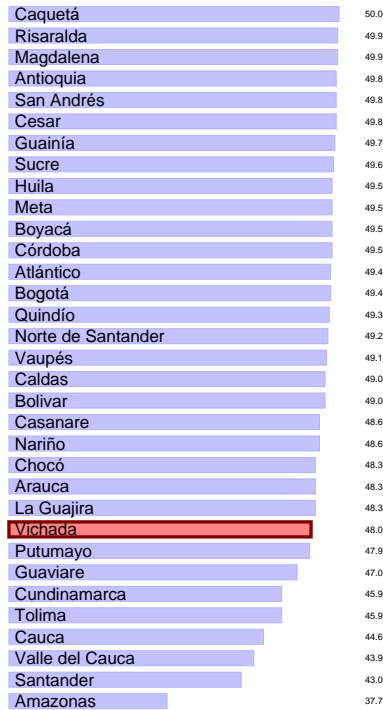 Caquetá 50.0
Risaralda 49.9
Magdalena 49.9
Antioquia 49.8
San Andrés 49.8
Cesar 49.8
Guainía 49.7
Sucre 49.6
Huila 49.5
Meta 49.5
Boyacá 49.5
Córdoba 49.5
Atlántico 49.4
Bogotá 49.4
Quindío 49.3
Norte de Santander 49.2
Vaupés 49.1
Caldas 49.0
Bolivar 49.0
Casanare 48.6
Nariño 48.6
Chocó 48.3
Arauca 48.3
La Guajira 48.3
Vichada 48.0
Putumayo 47.9
Guaviare 47.0
Cundinamarca 45.9
Tolima 45.9
Cauca 44.6
Valle del Cauca 43.9
Santander 43.0
Amazonas 37.7